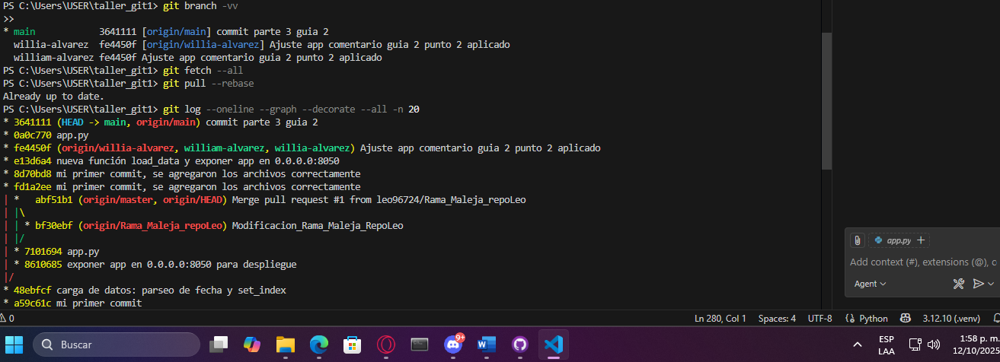 PS C:\Users\USER\taller_git1> git branch -vv
>>
* main 3641111 [origin/main] commit parte 3 guia 2
willia-alvarez fe4450f [origin/willia-alvarez] Ajuste app comentario guia 2 punto 2 aplicado
william-alvarez fe4450f Ajuste app comentario guia 2 punto 2 aplicado
PS C:\Users\USER\taller_git1> git fetch --all
PS C:\Users\USER\taller_git1> git pull --rebase
Already up to date.
PS C:\Users\USER\taller_git1> git log --oneline --graph --decorate --all -n 20
* 3641111 (HEAD -> main, origin/main) commit parte 3 guia 2
* 0a0c770 app.py
* fe4450f (origin/willia-alvarez, william-alvarez, willia-alvarez) Ajuste app comentario guia 2 punto 2 aplicado
* e13d6a4 nueva función load_data y exponer app en 0.0.0.0:8050
* 8d70bd8 mi primer commit, se agregaron los archivos correctamente
* fd1a2ee mi primer commit, se agregaron los archivos correctamente
| * abf51b1 (origin/master, origin/HEAD) Merge pull request #1 from leo96724/Rama_Maleja_repoLeo
| |\
| | * bf30ebf (origin/Rama_Maleja_repoLeo) Modificacion_Rama_Maleja_RepoLeo
| |/
| * 7101694 app.py
| * 8610685 exponer app en 0.0.0.0:8050 para despliegue
|/
* 48ebfcf carga de datos: parseo de fecha y set_index
* a59c61c mi primer commit
app.py +
Add context (#), extensions (@), c
Agent
0
Ln 280, Col 1 Spaces: 4 UTF-8 {} Python 3.12.10 (.venv)
Buscar
9+
ESP
LAA
1:58 p. m.
12/10/2025